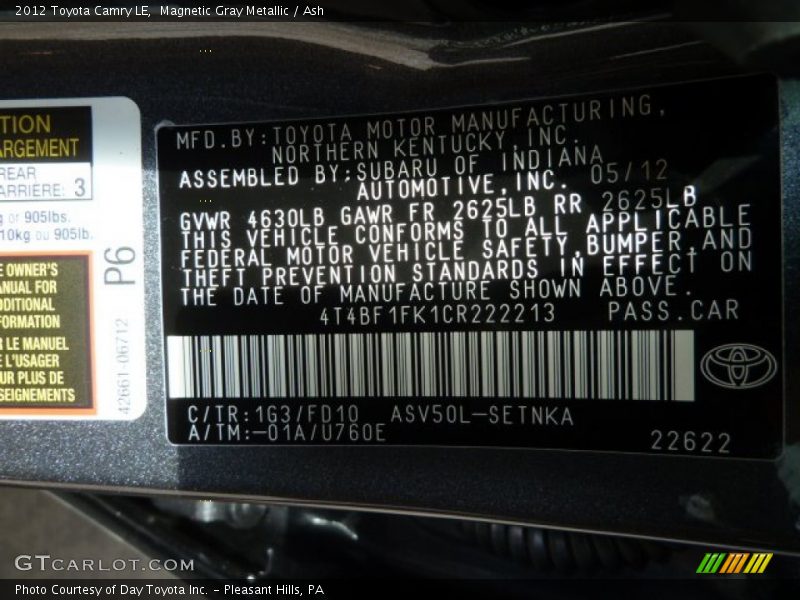 2012 Toyota Camry LE,  Magnetic Gray Metallic / Ash
TION
ARGEMENT
REAR
ARRIÈRE: 3
g or 905lbs.
10kg ou 905lb.
E OWNER'S
ANUAL FOR
DDITIONAL
FORMATION
R LE MANUEL
E L'USAGER
UR PLUS DE
SEIGNEMENTS
P6
42661-06712
MFD.BY:TOYOTA MOTOR MANUFACTURING,
NORTHERN KENTUCKY,INC.
ASSEMBLED BY:SUBARU OF INDIANA
AUTOMOTIVE,INC. 05/12
GVWR 4630LB GAWR FR 2625LB RR 2625LB
THIS VEHICLE CONFORMS TO ALL APPLICABLE
FEDERAL MOTOR VEHICLE SAFETY,BUMPER,AND
THEFT PREVENTION STANDARDS IN EFFECT ON
THE DATE OF MANUFACTURE SHOWN ABOVE.
4T4BF1FK1CR222213 PASS.CAR
C/TR:1G3/FD10 ASV50L-SETNKA
A/TM:-01A/U760E
22622
GTCARLOT.COM
Photo Courtesy of Day Toyota Inc. - Pleasant Hills, PA